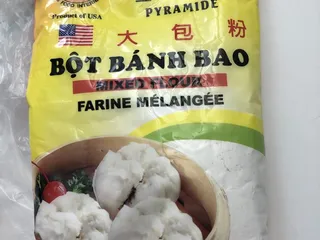 PYRAMIDE
Product of USA
大包粉
BỘT BÁNH BAO
MIXED FLOUR
FARINE MÉLANGÉE